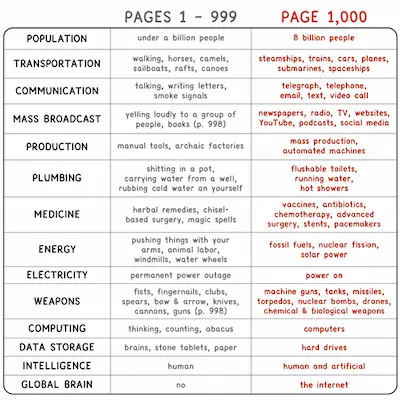 PAGES 1 - 999
PAGE 1,000
POPULATION
under a billion people
8 billion people
TRANSPORTATION
walking, horses, camels,
sailboats, rafts, canoes
steamships, trains, cars, planes,
submarines, spaceships
COMMUNICATION
talking, writing letters,
smoke signals
telegraph, telephone,
email, text, video call
MASS BROADCAST
yelling loudly to a group of
people, books (p. 998)
newspapers, radio, TV, websites,
YouTube, podcasts, social media
PRODUCTION
manual tools, archaic factories
mass production,
automated machines
PLUMBING
shitting in a pot,
carrying water from a well,
rubbing cold water on yourself
flushable toilets,
running water,
hot showers
MEDICINE
herbal remedies, chisel-
based surgery, magic spells
vaccines, antibiotics,
chemotherapy, advanced
surgery, stents, pacemakers
ENERGY
pushing things with your
arms, animal labor,
windmills, water wheels
fossil fuels, nuclear fission,
solar power
ELECTRICITY
permanent power outage
power on
WEAPONS
fists, fingernails, clubs,
spears, bow & arrow, knives,
cannons, guns (p. 998)
machine guns, tanks, missiles,
torpedos, nuclear bombs, drones,
chemical & biological weapons
COMPUTING
thinking, counting, abacus
computers
DATA STORAGE
brains, stone tablets, paper
hard drives
INTELLIGENCE
human
human and artificial
GLOBAL BRAIN
no
the internet